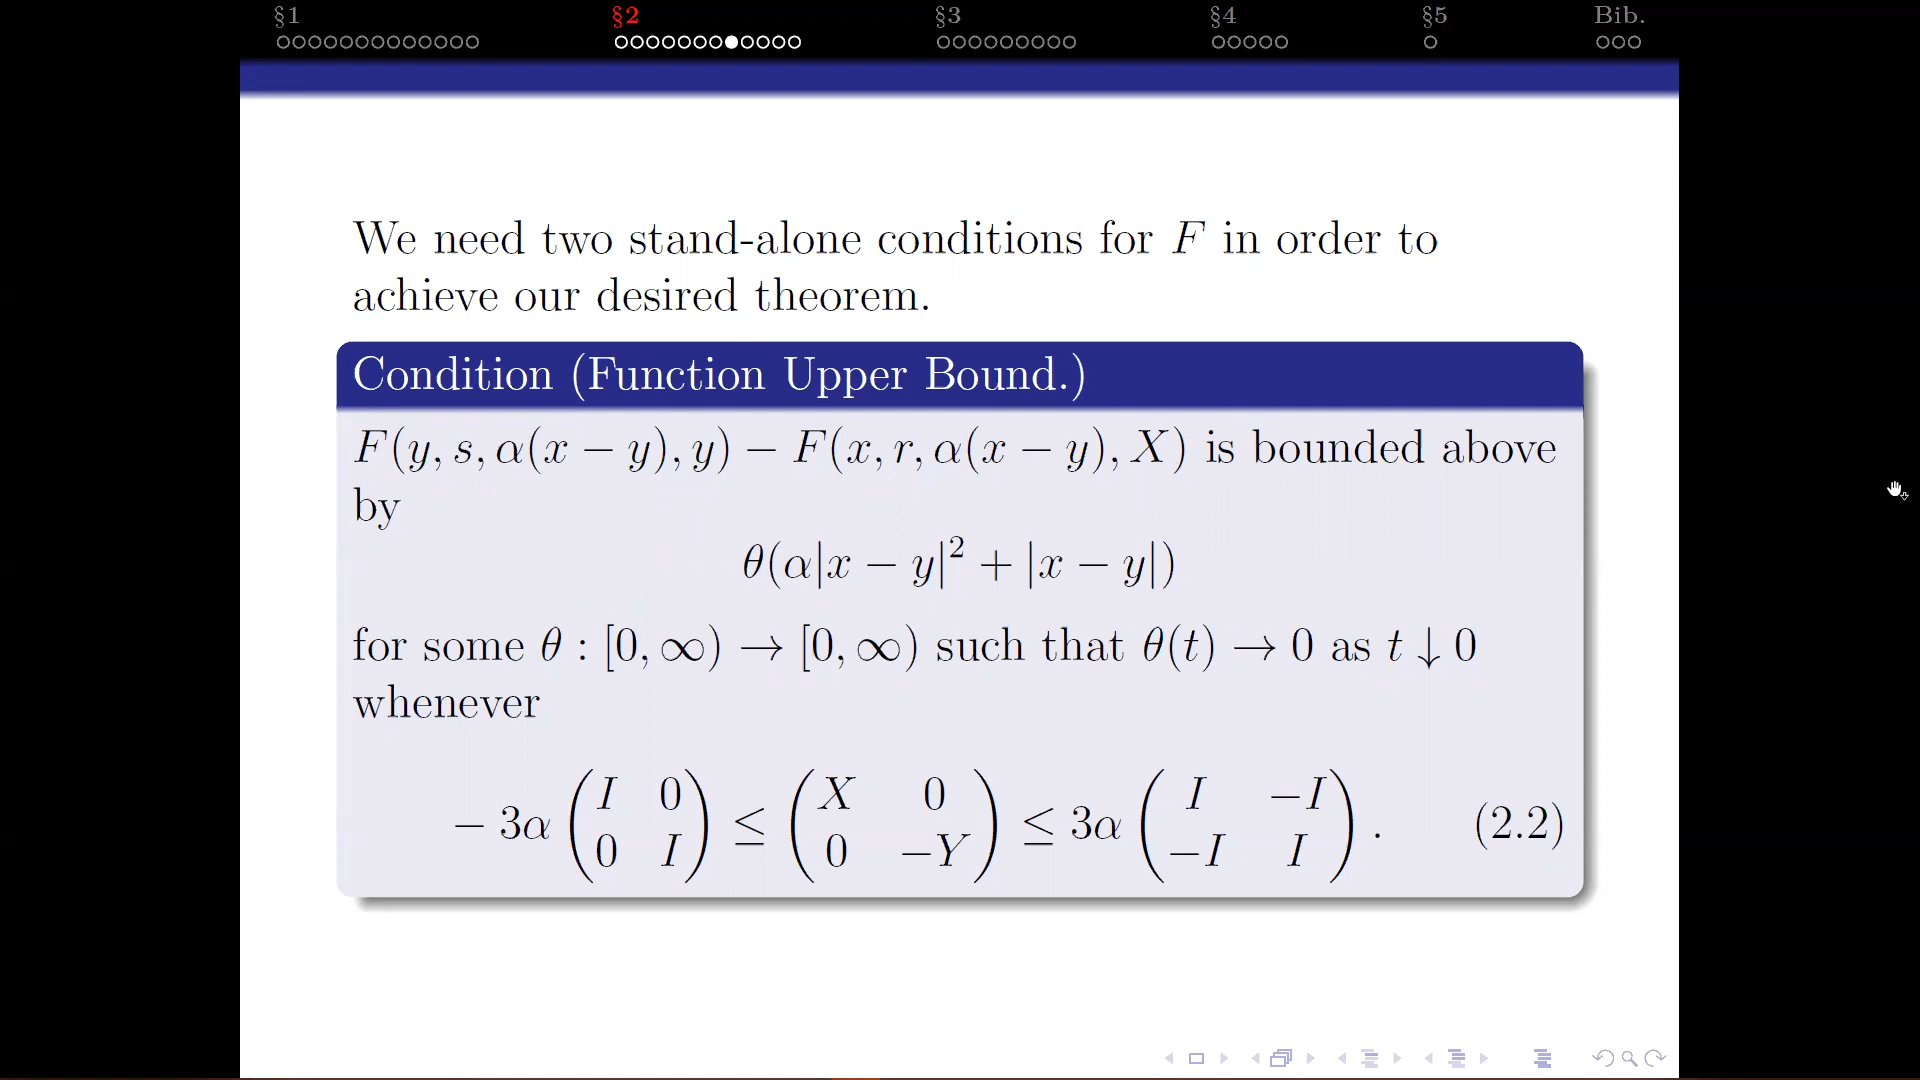 §1 §2 §3 §4 §5 Bib.
We need two stand-alone conditions for F in order to
achieve our desired theorem.
Condition (Function Upper Bound.)
F(y, s, α(x − y), y) − F(x, r, α(x − y), X) is bounded above
by
θ(α|x − y|² + |x − y|)
for some θ : [0, ∞) → [0, ∞) such that θ(t) → 0 as t ↓ 0
whenever
− 3α (I 0 0 I) ≤ (X 0 0 −Y) ≤ 3α (I −I −I I) . (2.2)